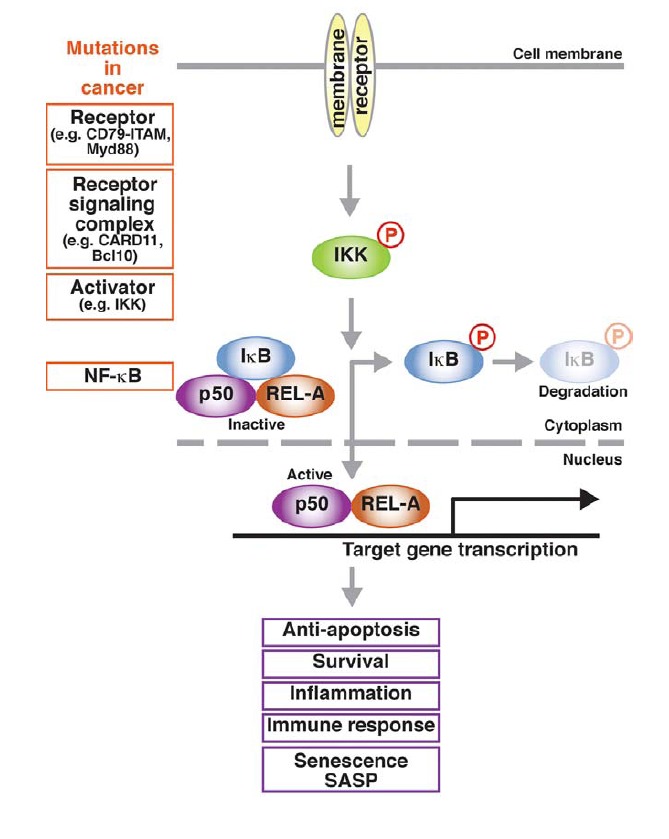 Mutations
in
cancer
Receptor
(e.g. CD79-ITAM,
Myd88)
Receptor
signaling
complex
(e.g. CARD11,
Bcl10)
Activator
(e.g. IKK)
NF-κB
membrane
receptor
Cell membrane
IKK
P
IκB
p50
REL-A
Inactive
IκB
P
IκB
P
Degradation
Cytoplasm
Nucleus
Active
p50
REL-A
Target gene transcription
Anti-apoptosis
Survival
Inflammation
Immune response
Senescence
SASP